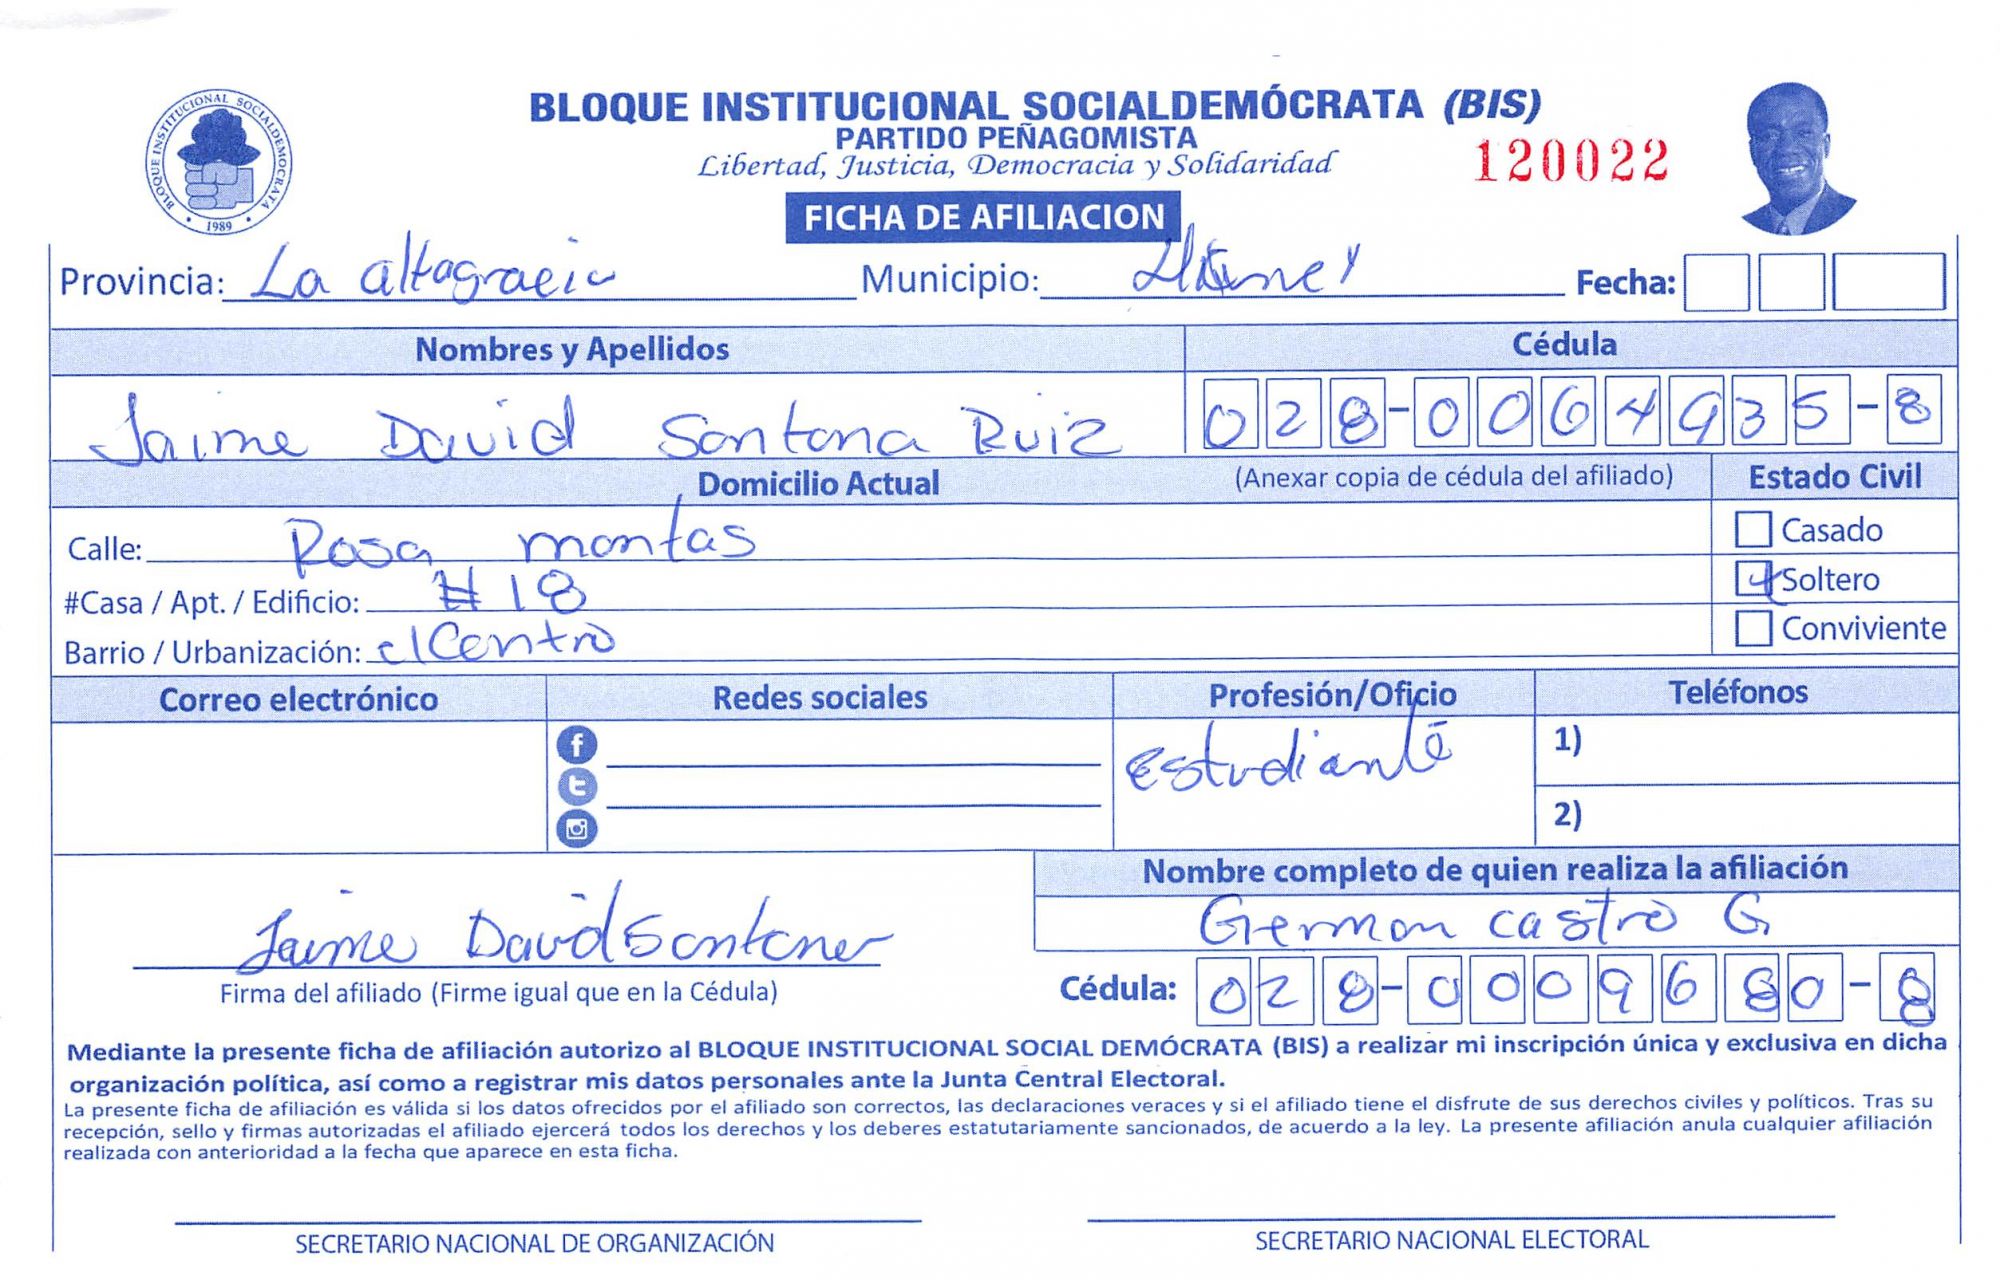 BLOQUE INSTITUCIONAL SOCIALDEMOCRATA
1989
BLOQUE INSTITUCIONAL SOCIALDEMÓCRATA (BIS)
PARTIDO PEÑAGOMISTA
Libertad, Justicia, Democracia y Solidaridad
120022
FICHA DE AFILIACION
Provincia: La altagracia Municipio: Fecha:
Nombres y Apellidos Cédula
Jaime David Santana Ruiz 028-0064935-8
Domicilio Actual (Anexar copia de cédula del afiliado) Estado Civil
Calle: Rosa montas Casado
#Casa / Apt. / Edificio: # 18 Soltero
Barrio / Urbanización: el Centro Conviviente
Correo electrónico Redes sociales Profesión/Oficio Teléfonos
Estudiante 1)
2)
Nombre completo de quien realiza la afiliación
Jaime David Santana German castro G
Firma del afiliado (Firme igual que en la Cédula) Cédula: 028-0009680-8
Mediante la presente ficha de afiliación autorizo al BLOQUE INSTITUCIONAL SOCIAL DEMÓCRATA (BIS) a realizar mi inscripción única y exclusiva en dicha
organización política, así como a registrar mis datos personales ante la Junta Central Electoral.
La presente ficha de afiliación es válida si los datos ofrecidos por el afiliado son correctos, las declaraciones veraces y si el afiliado tiene el disfrute de sus derechos civiles y políticos. Tras su
recepción, sello y firmas autorizadas el afiliado ejercerá todos los derechos y los deberes estatutariamente sancionados, de acuerdo a la ley. La presente afiliación anula cualquier afiliación
realizada con anterioridad a la fecha que aparece en esta ficha.
SECRETARIO NACIONAL DE ORGANIZACIÓN SECRETARIO NACIONAL ELECTORAL